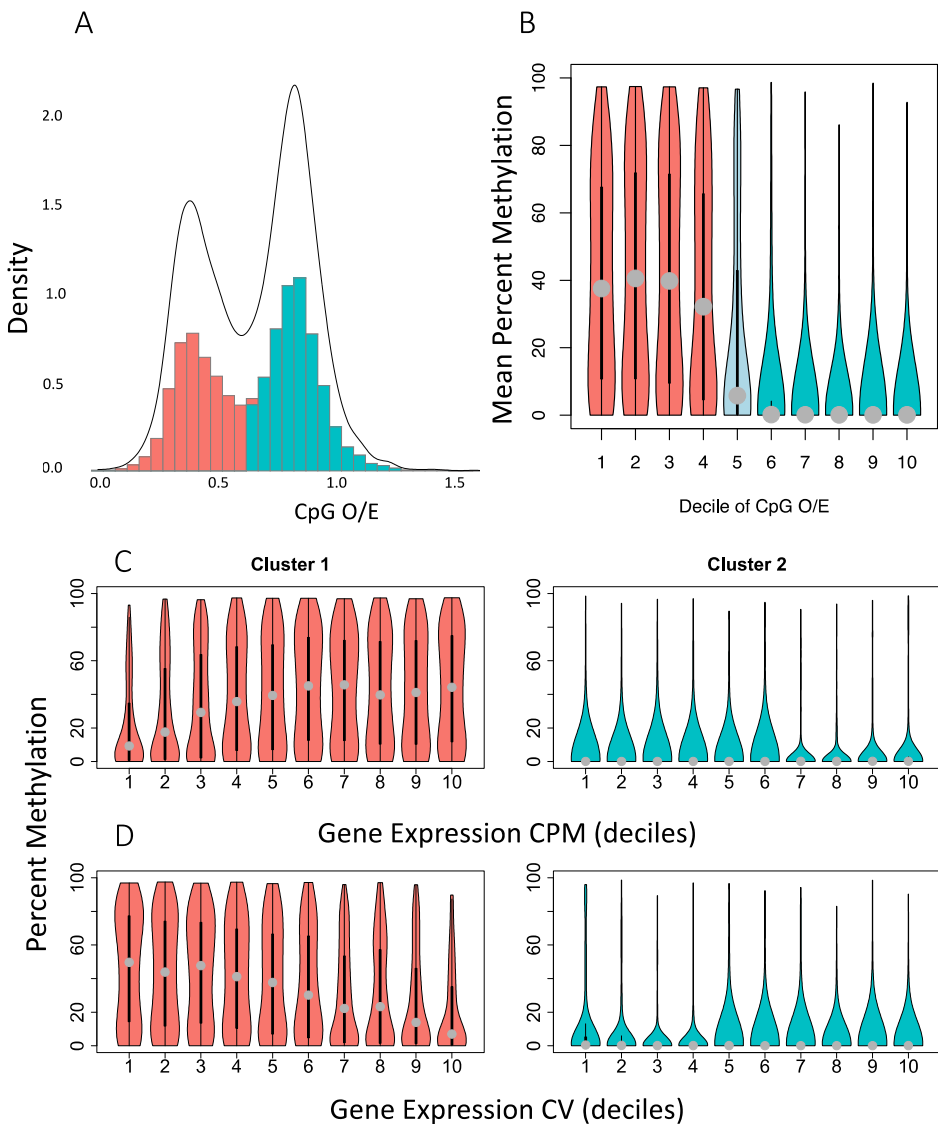 A
Density
2.0
1.5
1.0
0.5
0.0
0.0 0.5 1.0 1.5
CpG O/E
B
Mean Percent Methylation
100
80
60
40
20
0
1 2 3 4 5 6 7 8 9 10
Decile of CpG O/E
Percent Methylation
C
Cluster 1
100
60
20
0
1 2 3 4 5 6 7 8 9 10
Cluster 2
100
60
20
0
1 2 3 4 5 6 7 8 9 10
Gene Expression CPM (deciles)
D
100
60
20
0
1 2 3 4 5 6 7 8 9 10
100
60
20
0
1 2 3 4 5 6 7 8 9 10
Gene Expression CV (deciles)